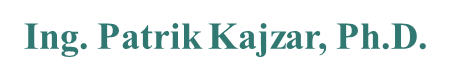 Ing. Patrik Kajzar, Ph.D.